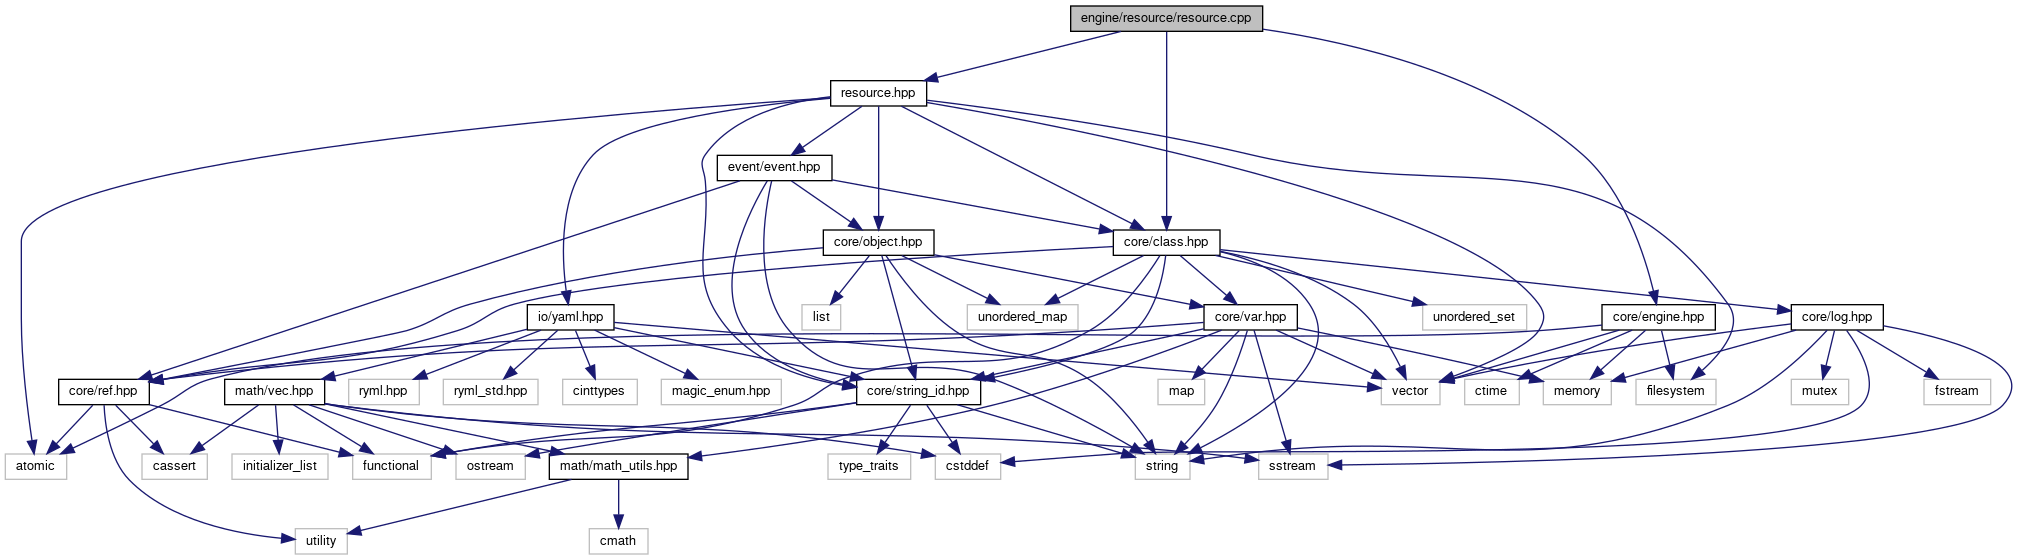 engine/resource/resource.cpp
resource.hpp
event/event.hpp
core/object.hpp
core/class.hpp
io/yaml.hpp
list
unordered_map
core/var.hpp
unordered_set
core/engine.hpp
core/log.hpp
core/ref.hpp
math/vec.hpp
ryml.hpp
ryml_std.hpp
cinttypes
magic_enum.hpp
core/string_id.hpp
map
vector
ctime
memory
filesystem
mutex
fstream
atomic
cassert
initializer_list
functional
ostream
math/math_utils.hpp
type_traits
cstddef
string
sstream
utility
cmath